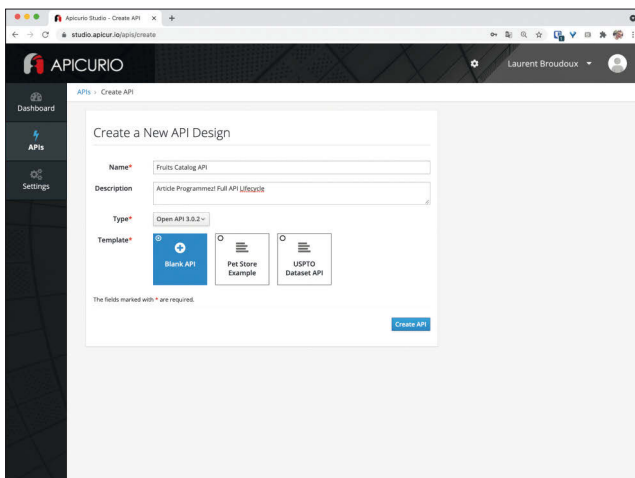 Apicurio Studio - Create API
studio.apicur.io/apis/create
APICURIO
Laurent Broudoux
Dashboard
APIs
Settings
APIs > Create API
Create a New API Design
Name*
Fruits Catalog API
Description
Article Programmez! Full API Lifecycle
Type*
Open API 3.0.2
Template*
Blank API
Pet Store
Example
USPTO
Dataset API
The fields marked with * are required.
Create API